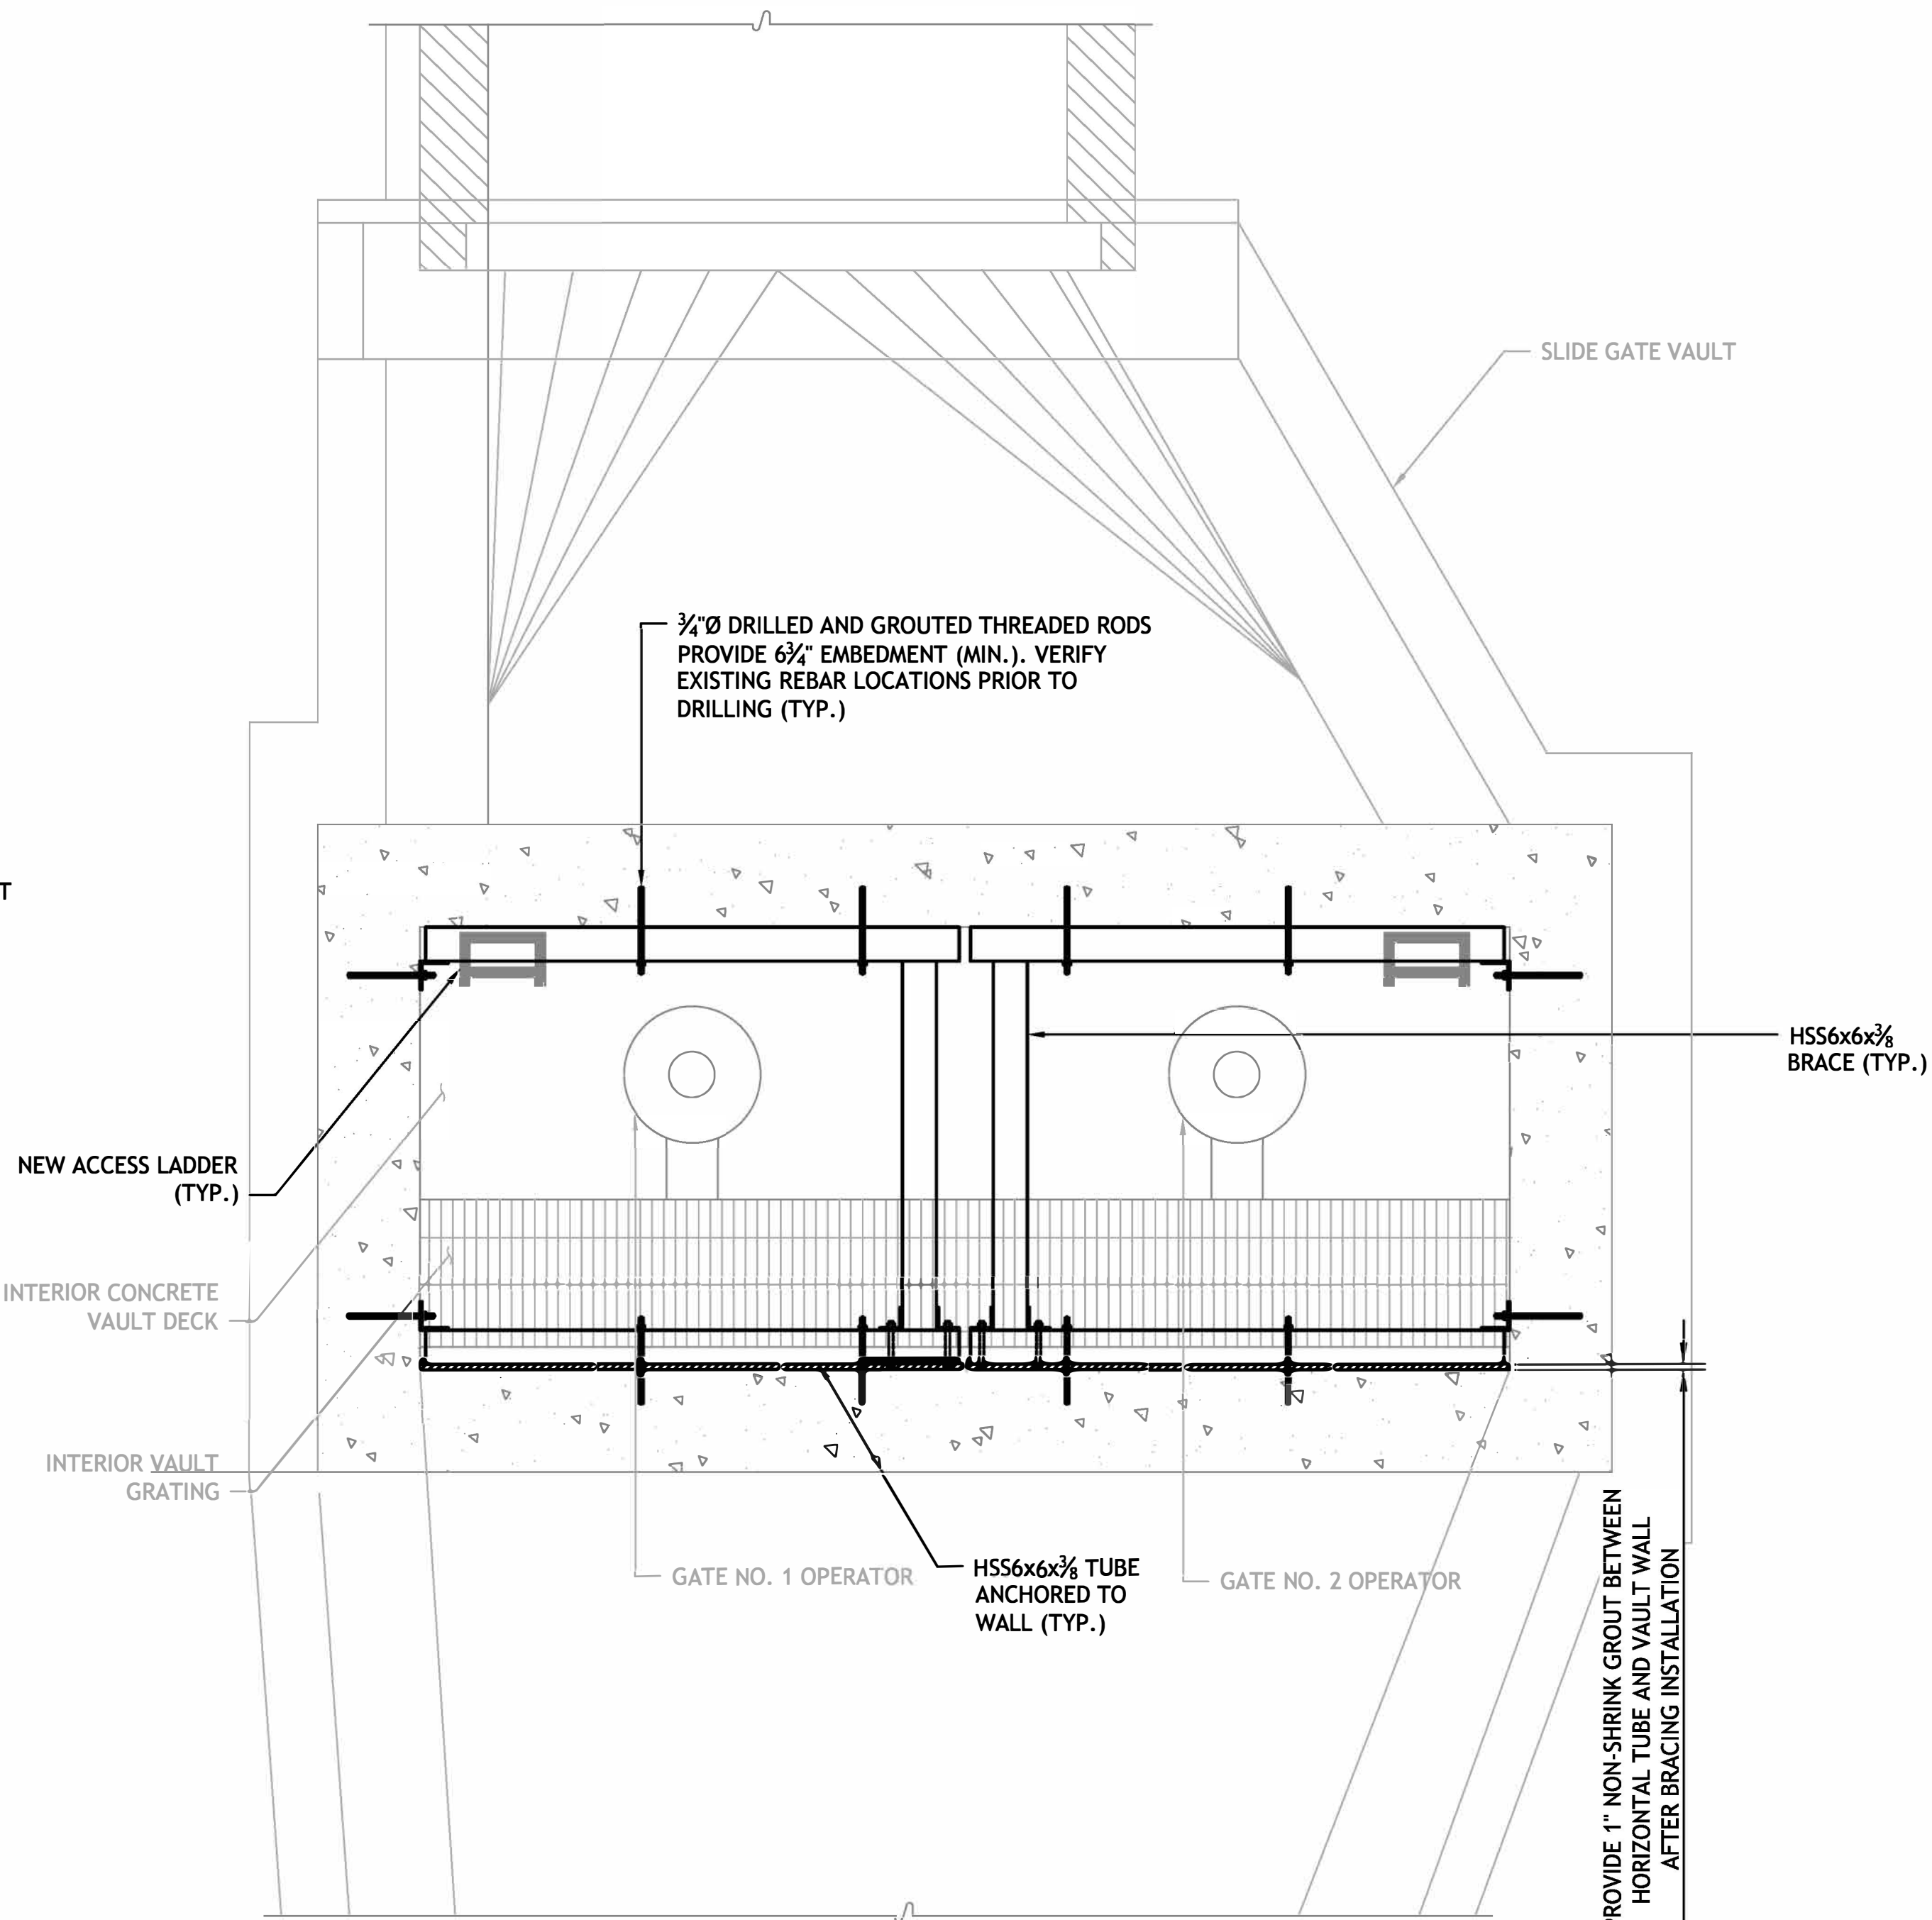 SLIDE GATE VAULT
¾"Ø DRILLED AND GROUTED THREADED RODS
PROVIDE 6¾" EMBEDMENT (MIN.). VERIFY
EXISTING REBAR LOCATIONS PRIOR TO
DRILLING (TYP.)
T
HSS6x6x⅜
BRACE (TYP.)
NEW ACCESS LADDER
(TYP.)
INTERIOR CONCRETE
VAULT DECK
INTERIOR VAULT
GRATING
GATE NO. 1 OPERATOR
HSS6x6x⅜ TUBE
ANCHORED TO
WALL (TYP.)
GATE NO. 2 OPERATOR
PROVIDE 1" NON-SHRINK GROUT BETWEEN
HORIZONTAL TUBE AND VAULT WALL
AFTER BRACING INSTALLATION